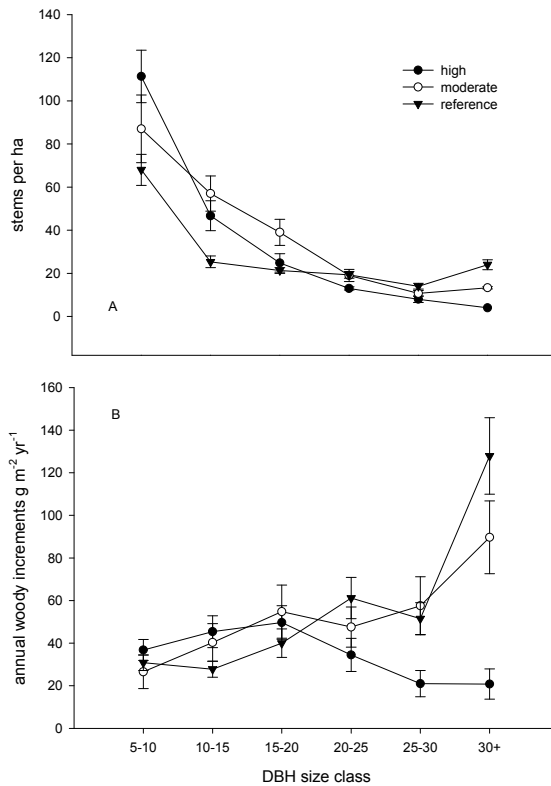 140
120
100
80
60
40
20
0
stems per ha
high
moderate
reference
A
160
140
120
100
80
60
40
20
0
annual woody increments g m⁻² yr⁻¹
B
5-10 10-15 15-20 20-25 25-30 30+
DBH size class